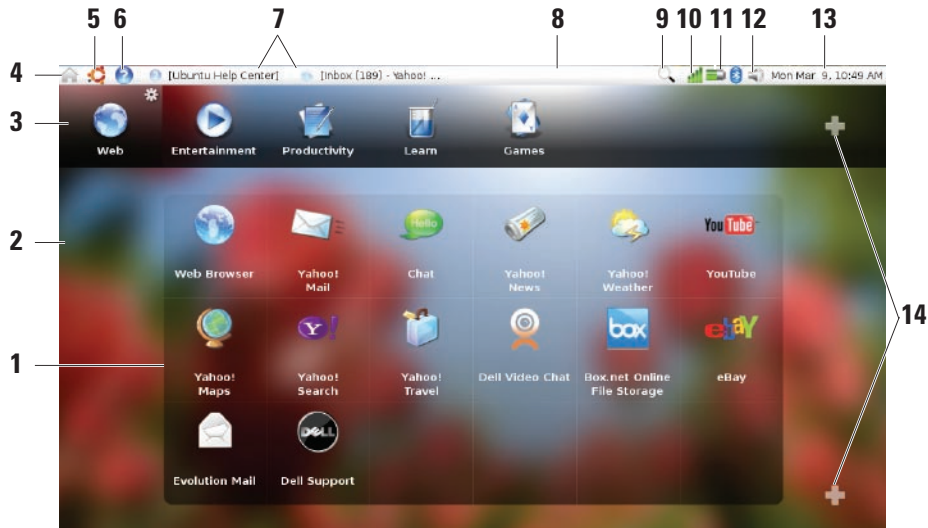 5 6 7 8 9 10 11 12 13
4 [Ubuntu Help Center] [Inbox (189) - Yahoo! ... Mon Mar 9, 10:49 AM
3
Web Entertainment Productivity Learn Games
2
Hello
You Tube
Web Browser Yahoo! Mail Chat Yahoo! News Yahoo! Weather YouTube
14
1
Y! box ebaY
Yahoo! Maps Yahoo! Search Yahoo! Travel Dell Video Chat Box.net Online File Storage eBay
DELL
Evolution Mail Dell Support